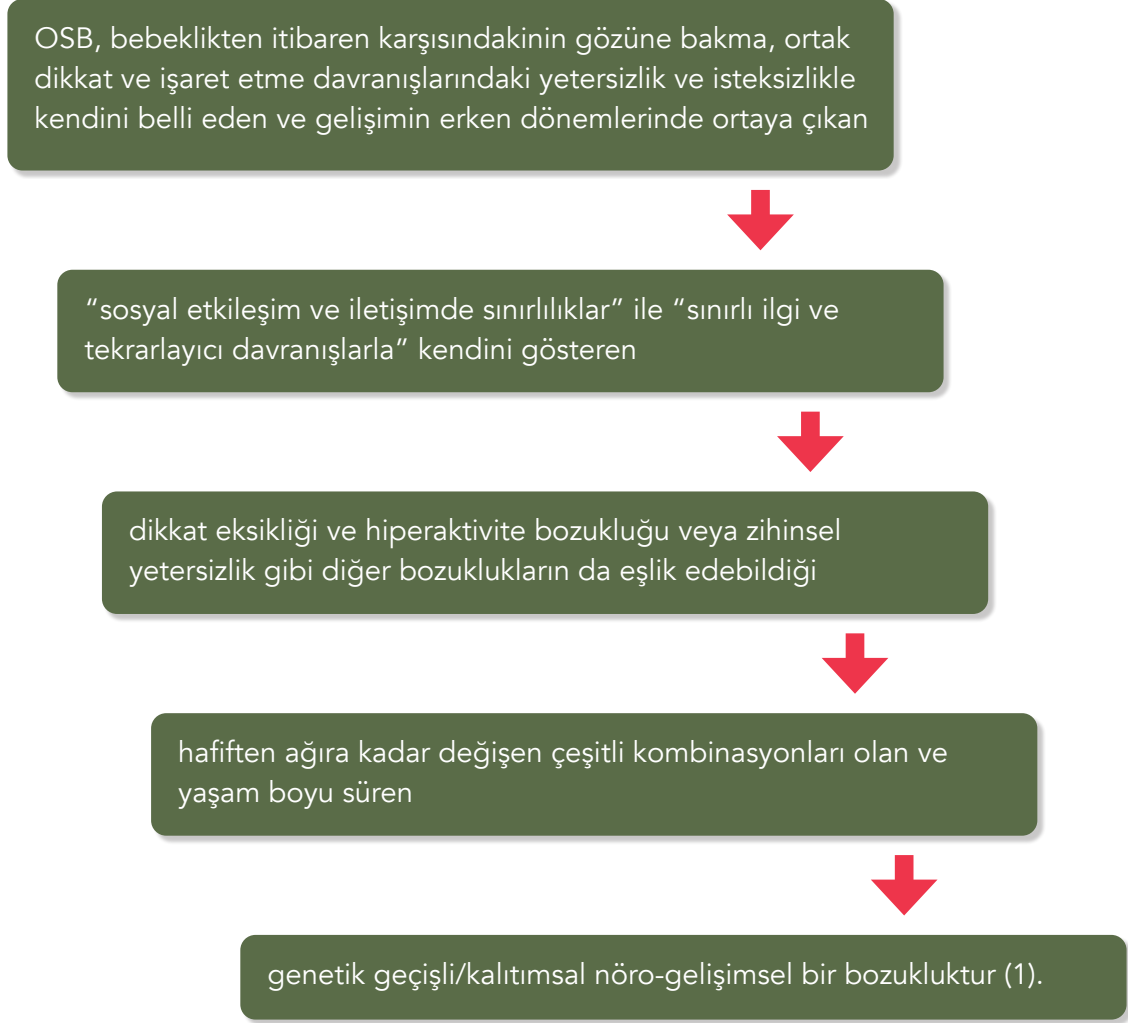 OSB, bebeklikten itibaren karşısındakinin gözüne bakma, ortak
dikkat ve işaret etme davranışlarındaki yetersizlik ve isteksizlikle
kendini belli eden ve gelişimin erken dönemlerinde ortaya çıkan
“sosyal etkileşim ve iletişimde sınırlılıklar” ile “sınırlı ilgi ve
tekrarlayıcı davranışlarla” kendini gösteren
dikkat eksikliği ve hiperaktivite bozukluğu veya zihinsel
yetersizlik gibi diğer bozuklukların da eşlik edebildiği
hafiften ağıra kadar değişen çeşitli kombinasyonları olan ve
yaşam boyu süren
genetik geçişli/kalıtımsal nöro-gelişimsel bir bozukluktur (1).